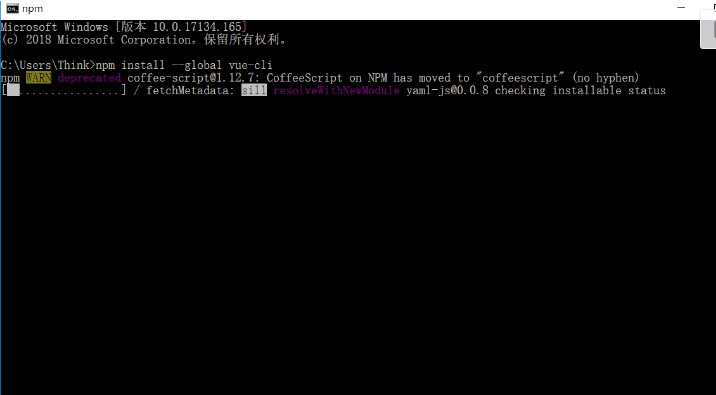 npm
Microsoft Windows [版本 10.0.17134.165]
(c) 2018 Microsoft Corporation。保留所有权利。
C:\Users\Think>npm install --global vue-cli
npm WARN deprecated coffee-script@1.12.7: CoffeeScript on NPM has moved to "coffeescript" (no hyphen)
[ ................] / fetchMetadata: sill resolveWithNewModule yaml-js@0.0.8 checking installable status